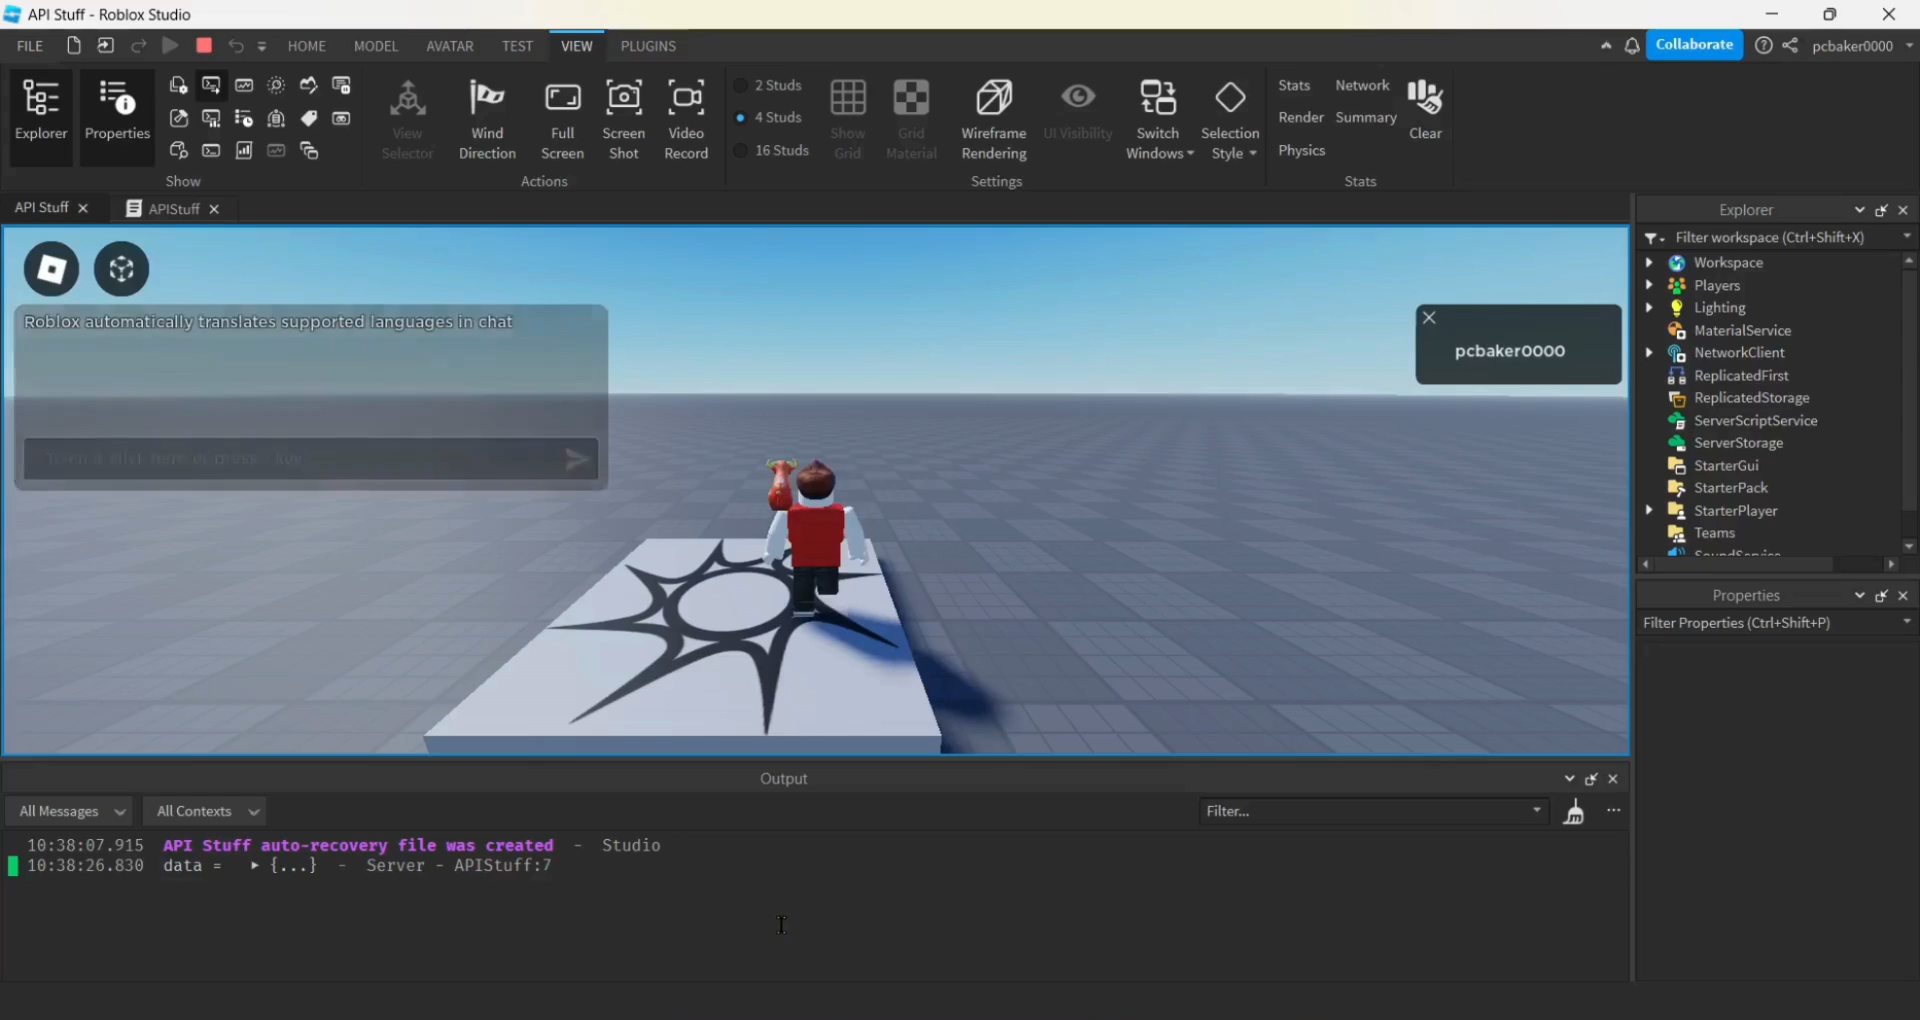 API Stuff - Roblox Studio
FILE HOME MODEL AVATAR TEST VIEW PLUGINS Collaborate pcbaker0000
Explorer
Properties
Show
View Selector
Wind Direction
Full Screen
Screen Shot
Video Record
Actions
2 Studs
4 Studs
16 Studs
Show Grid
Grid Material
Wireframe Rendering
UI Visibility
Switch Windows
Selection Style
Settings
Stats Network
Render Summary
Physics
Clear
Stats
API Stuff
APIStuff
Roblox automatically translates supported languages in chat
pcbaker0000
Explorer
Filter workspace (Ctrl+Shift+X)
Workspace
Players
Lighting
MaterialService
NetworkClient
ReplicatedFirst
ReplicatedStorage
ServerScriptService
ServerStorage
StarterGui
StarterPack
StarterPlayer
Teams
SoundService
Properties
Filter Properties (Ctrl+Shift+P)
Output
All Messages All Contexts Filter...
10:38:07.915 API Stuff auto-recovery file was created - Studio
10:38:26.830 data = ▸ {...} - Server - APIStuff:7